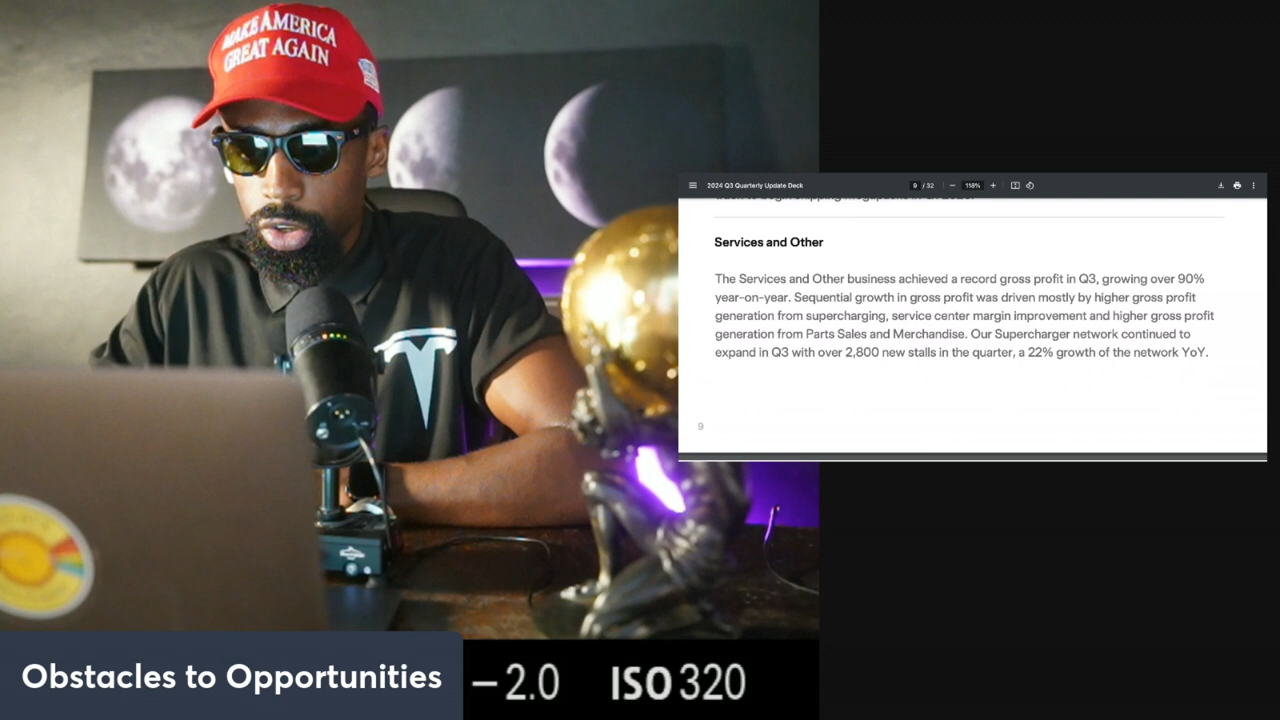 MAKE AMERICA
GREAT AGAIN
2024 Q3 Quarterly Update Deck
9 / 32
118%
Services and Other
The Services and Other business achieved a record gross profit in Q3, growing over 90%
year-on-year. Sequential growth in gross profit was driven mostly by higher gross profit
generation from supercharging, service center margin improvement and higher gross profit
generation from Parts Sales and Merchandise. Our Supercharger network continued to
expand in Q3 with over 2,800 new stalls in the quarter, a 22% growth of the network YoY.
9
Obstacles to Opportunities
–2.0 ISO 320